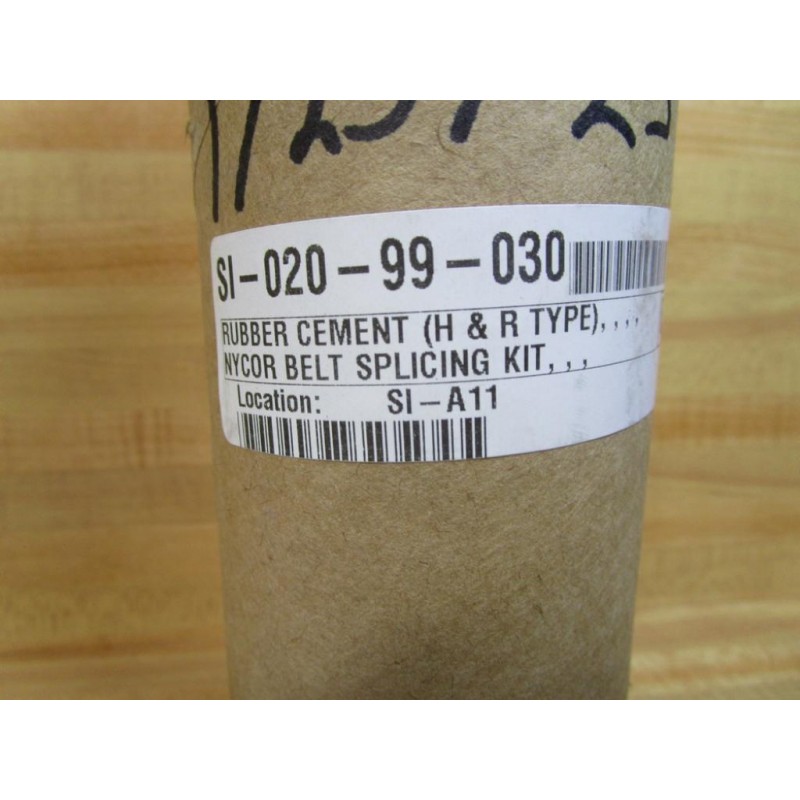 SI-020-99-030
RUBBER CEMENT (H & R TYPE), , , ,
NYCOR BELT SPLICING KIT, , ,
Location: SI-A11